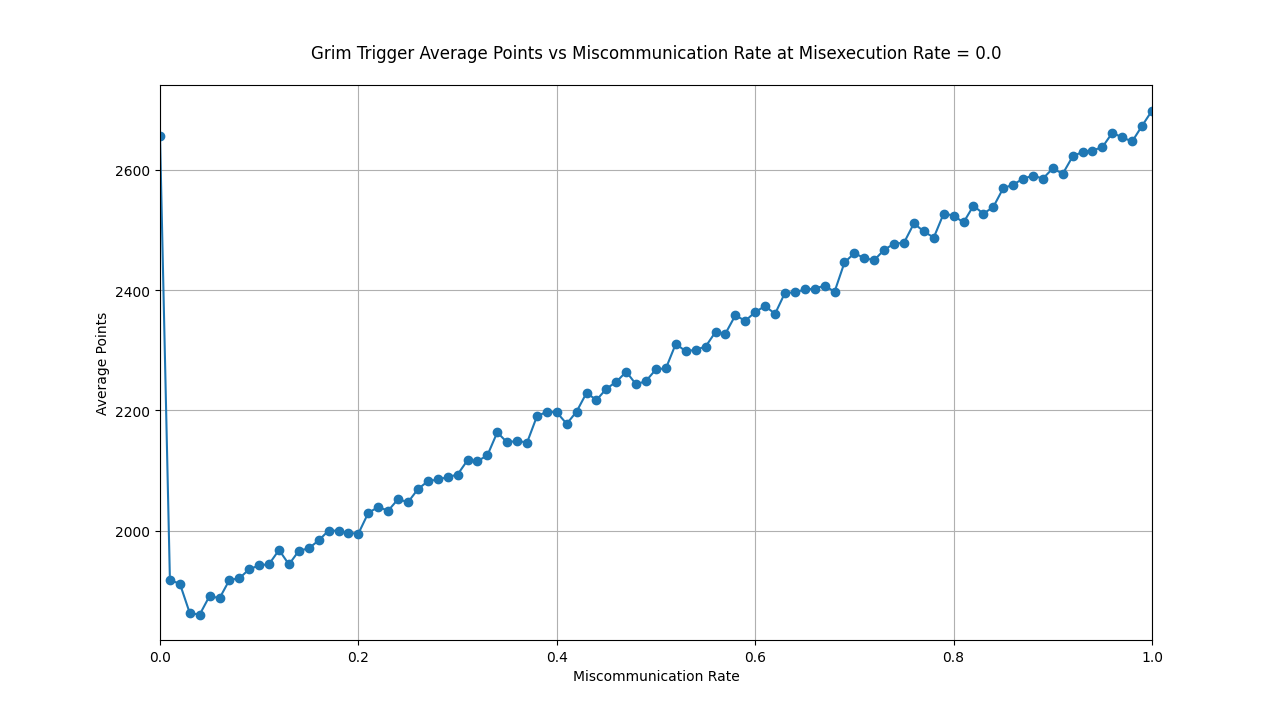 Grim Trigger Average Points vs Miscommunication Rate at Misexecution Rate = 0.0
2600
2400
2200
2000
Average Points
0.0 0.2 0.4 0.6 0.8 1.0
Miscommunication Rate